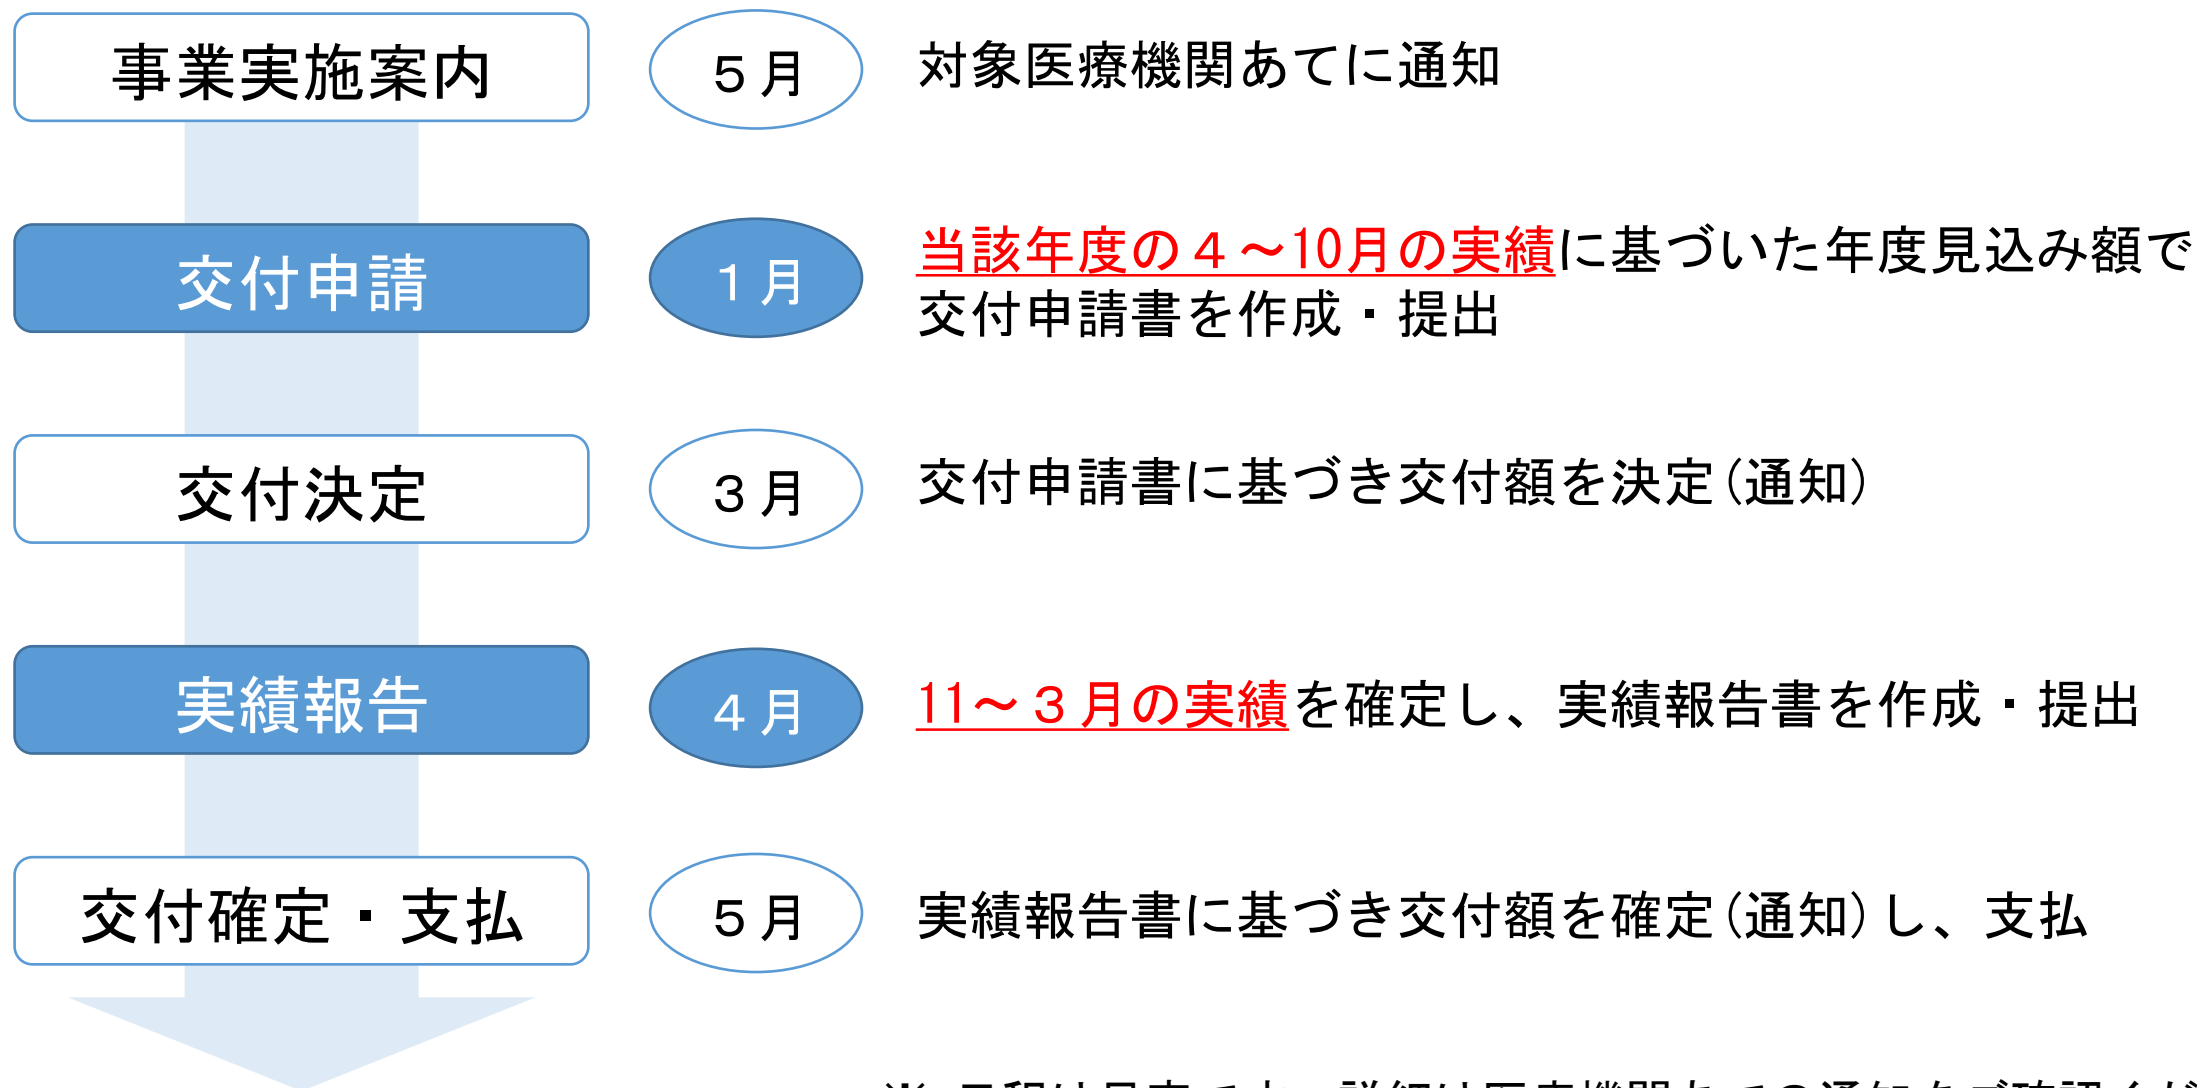 事業実施案内
５月
対象医療機関あてに通知
交付申請
１月
当該年度の４～10月の実績に基づいた年度見込み額で
交付申請書を作成・提出
交付決定
３月
交付申請書に基づき交付額を決定(通知)
実績報告
４月
11～３月の実績を確定し、実績報告書を作成・提出
交付確定・支払
５月
実績報告書に基づき交付額を確定(通知)し、支払